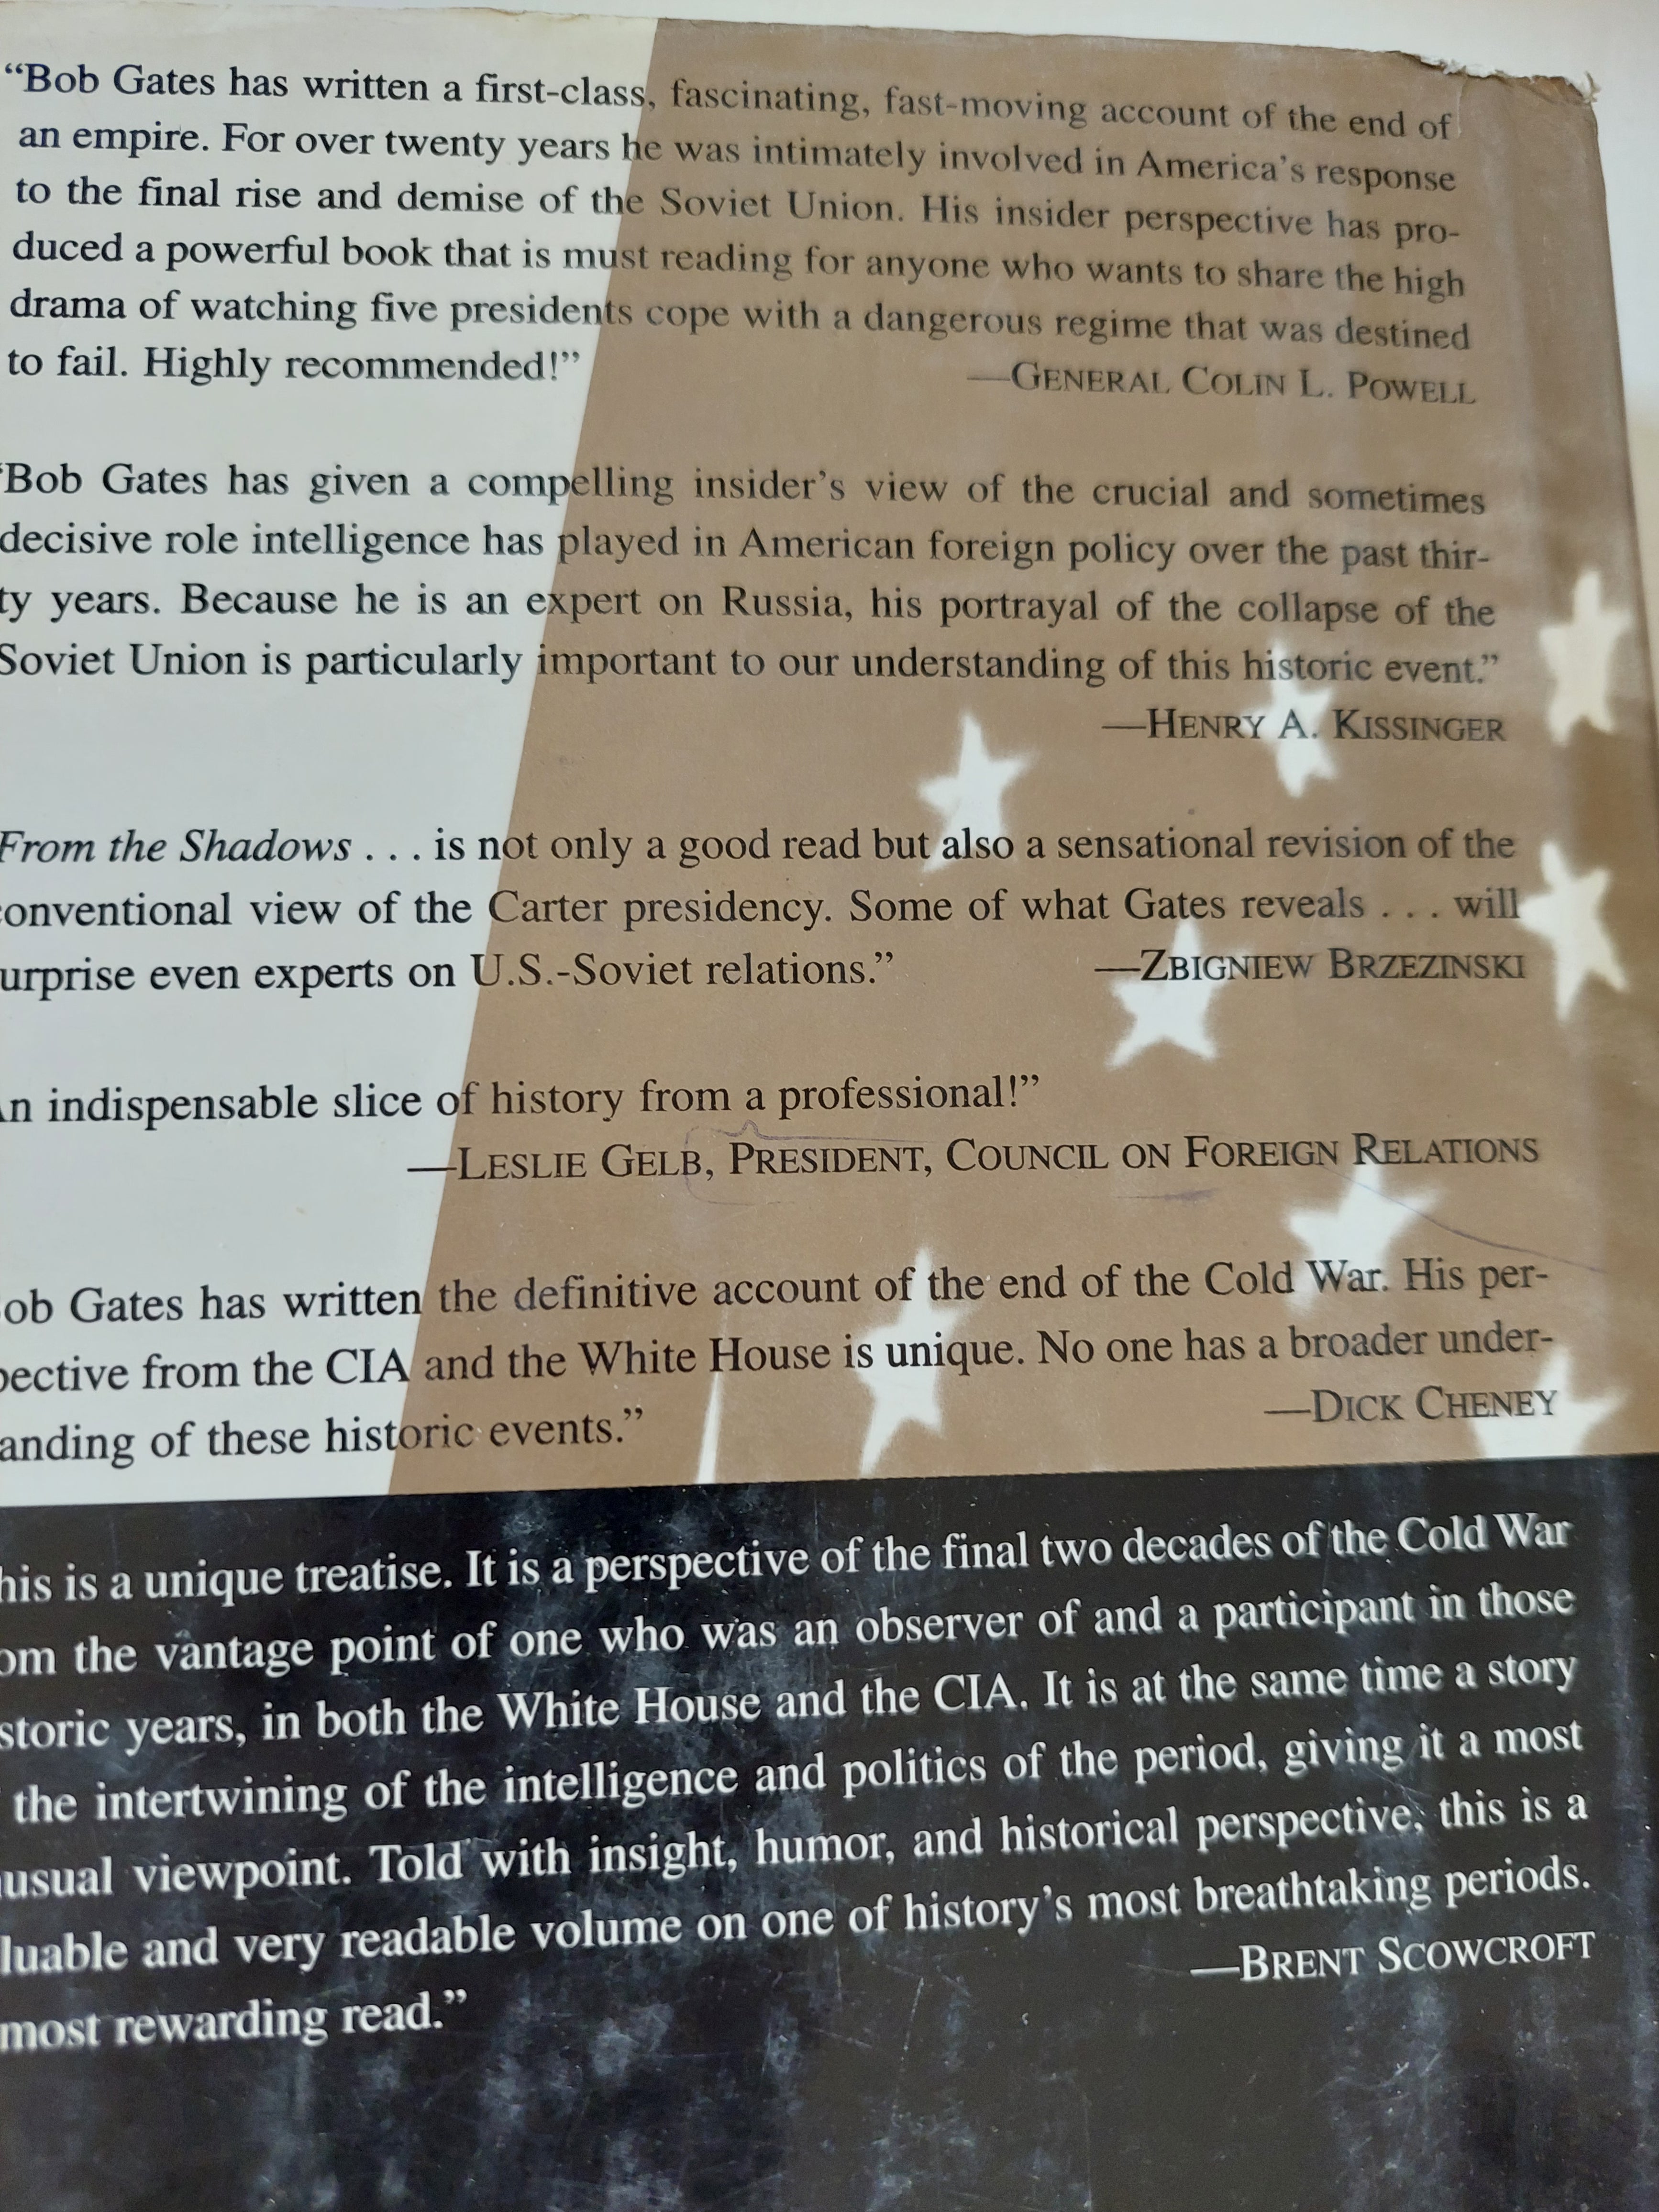 “Bob Gates has written a first-class, fascinating, fast-moving account of the end of
an empire. For over twenty years he was intimately involved in America’s response
to the final rise and demise of the Soviet Union. His insider perspective has pro-
duced a powerful book that is must reading for anyone who wants to share the high
drama of watching five presidents cope with a dangerous regime that was destined
to fail. Highly recommended!” —GENERAL COLIN L. POWELL
“Bob Gates has given a compelling insider’s view of the crucial and sometimes
decisive role intelligence has played in American foreign policy over the past thir-
ty years. Because he is an expert on Russia, his portrayal of the collapse of the
Soviet Union is particularly important to our understanding of this historic event.”
—HENRY A. KISSINGER
From the Shadows . . . is not only a good read but also a sensational revision of the
conventional view of the Carter presidency. Some of what Gates reveals . . . will
urprise even experts on U.S.-Soviet relations.” —ZBIGNIEW BRZEZINSKI
An indispensable slice of history from a professional!”
—LESLIE GELB, PRESIDENT, COUNCIL ON FOREIGN RELATIONS
ob Gates has written the definitive account of the end of the Cold War. His per-
pective from the CIA and the White House is unique. No one has a broader under-
anding of these historic events.” —DICK CHENEY
his is a unique treatise. It is a perspective of the final two decades of the Cold War
om the vantage point of one who was an observer of and a participant in those
storic years, in both the White House and the CIA. It is at the same time a story
the intertwining of the intelligence and politics of the period, giving it a most
usual viewpoint. Told with insight, humor, and historical perspective, this is a
luable and very readable volume on one of history’s most breathtaking periods.
most rewarding read.” —BRENT SCOWCROFT